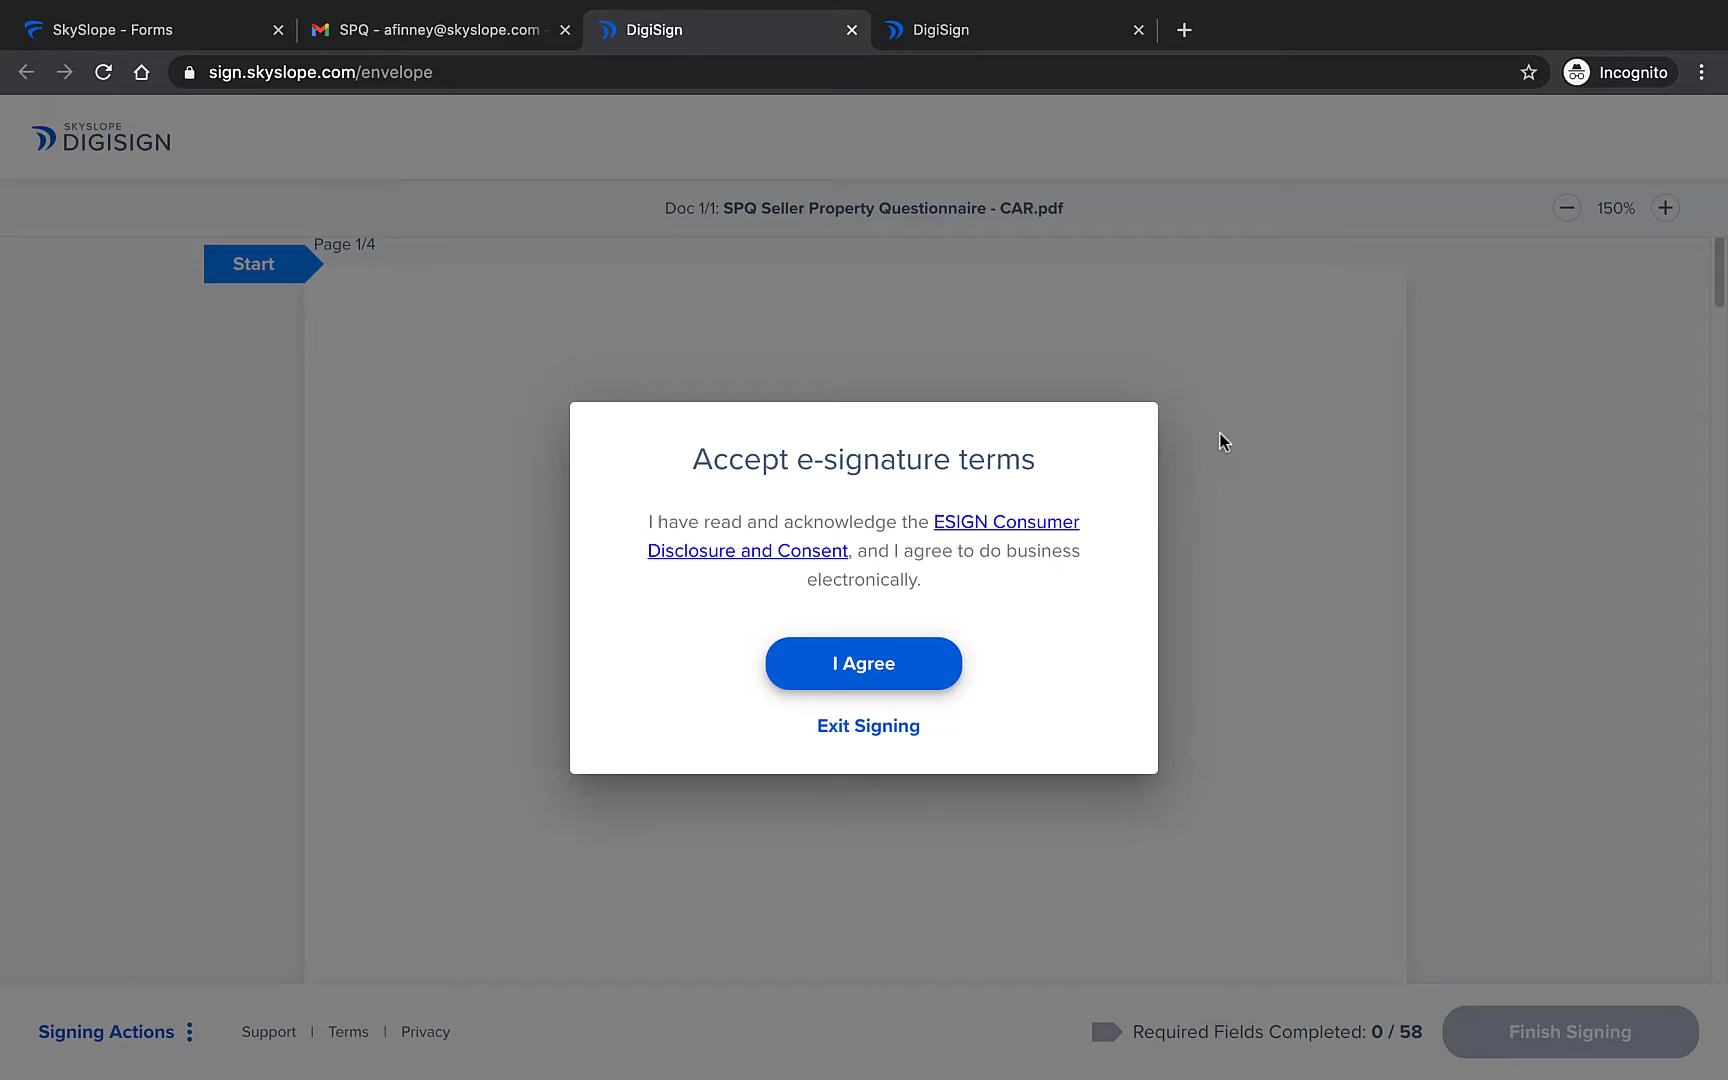 SkySlope - Forms
SPQ - afinney@skyslope.com -
DigiSign
DigiSign
sign.skyslope.com/envelope
Incognito
SKYSLOPE
DIGISIGN
Doc 1/1: SPQ Seller Property Questionnaire - CAR.pdf
150%
Page 1/4
Start
Accept e-signature terms
I have read and acknowledge the ESIGN Consumer
Disclosure and Consent, and I agree to do business
electronically.
I Agree
Exit Signing
Signing Actions
Support | Terms | Privacy
Required Fields Completed: 0 / 58
Finish Signing